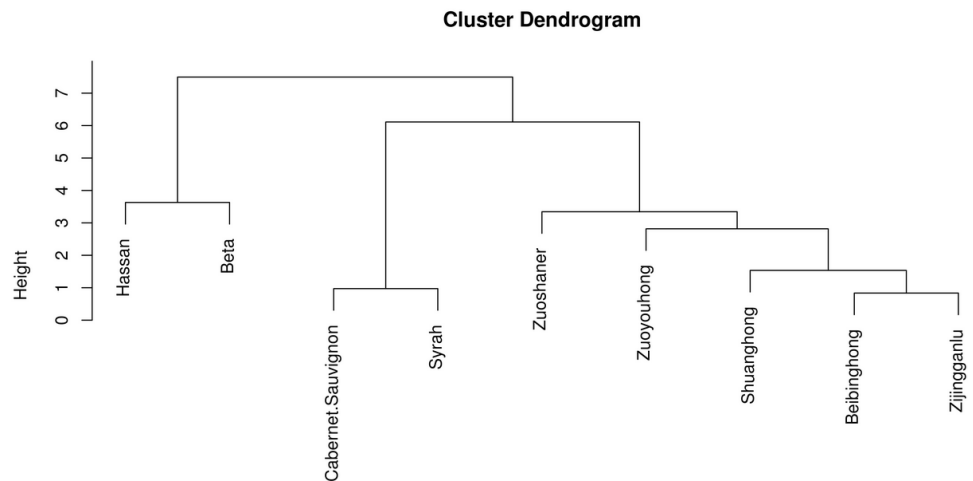 Cluster Dendrogram
Height
7
6
5
4
3
2
1
0
Hassan
Beta
Cabernet.Sauvignon
Syrah
Zuoshaner
Zuoyouhong
Shuanghong
Beibinghong
Zijingganlu